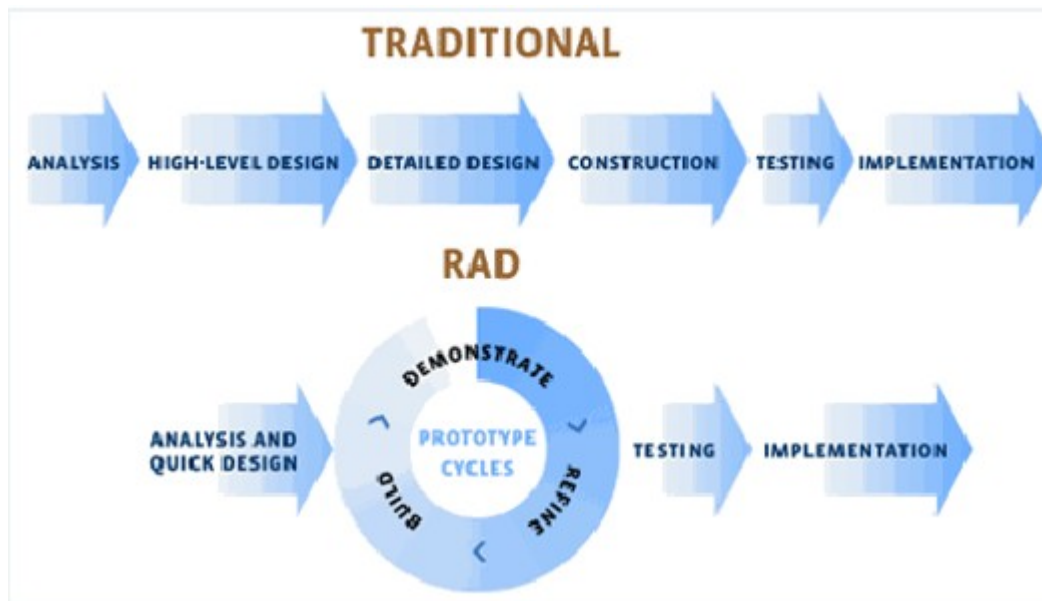 TRADITIONAL
ANALYSIS
HIGH-LEVEL DESIGN
DETAILED DESIGN
CONSTRUCTION
TESTING
IMPLEMENTATION
RAD
ANALYSIS AND
QUICK DESIGN
DEMONSTRATE
REFINE
BUILD
PROTOTYPE
CYCLES
TESTING
IMPLEMENTATION